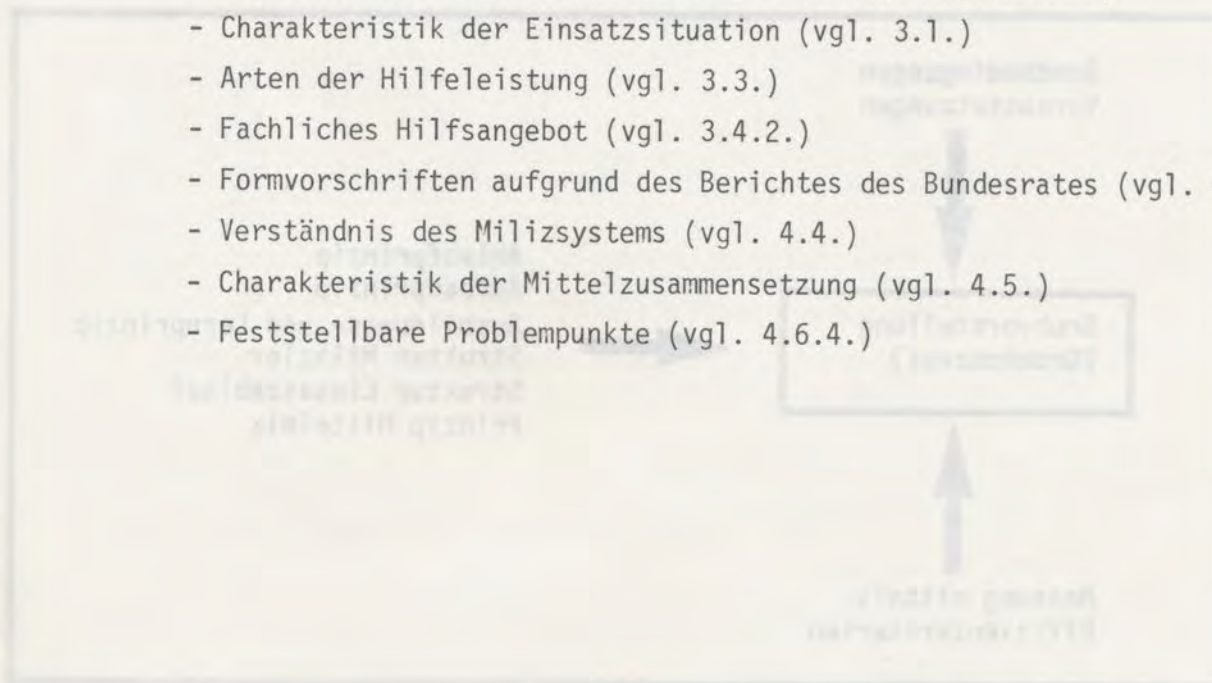 - Charakteristik der Einsatzsituation (vgl. 3.1.)
- Arten der Hilfeleistung (vgl. 3.3.)
- Fachliches Hilfsangebot (vgl. 3.4.2.)
- Formvorschriften aufgrund des Berichtes des Bundesrates (vgl.
- Verständnis des Milizsystems (vgl. 4.4.)
- Charakteristik der Mittelzusammensetzung (vgl. 4.5.)
- Feststellbare Problempunkte (vgl. 4.6.4.)